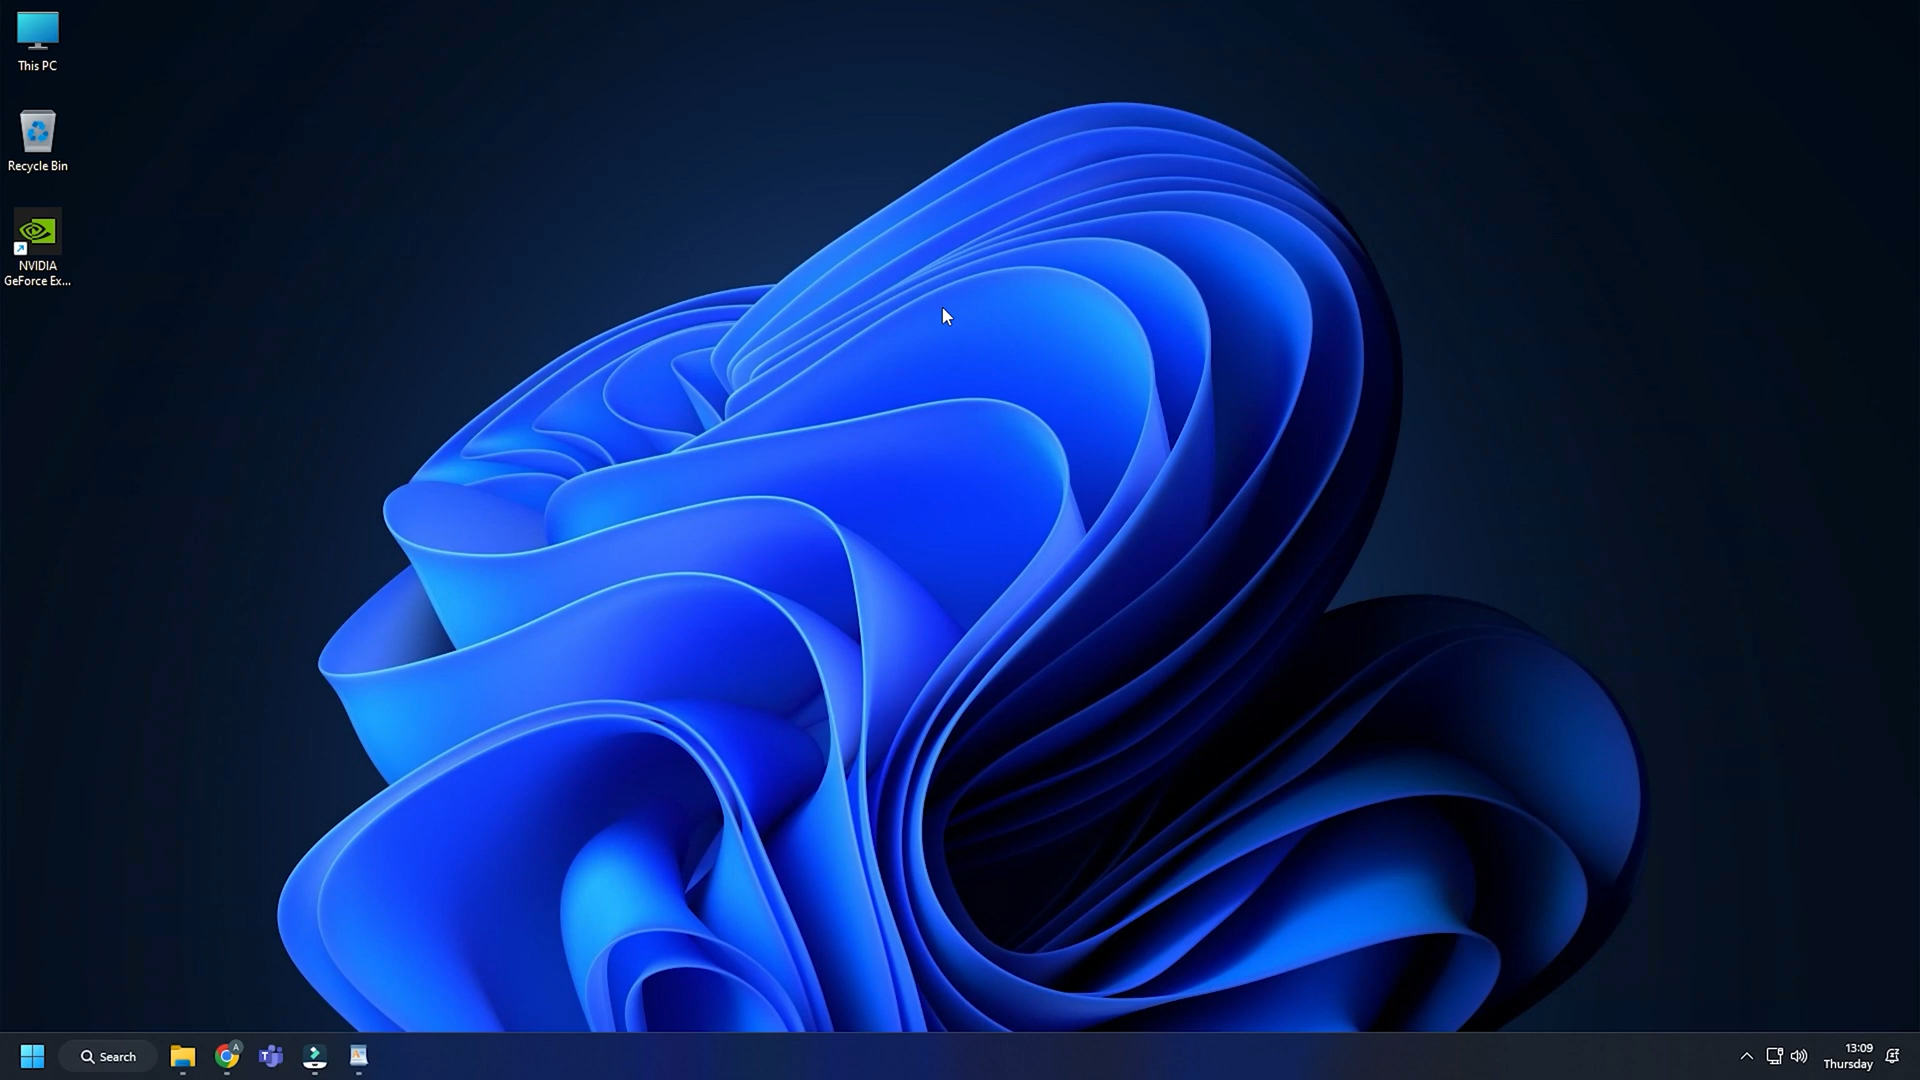 This PC
Recycle Bin
NVIDIA
GeForce Ex...
Search
A
13:09
Thursday